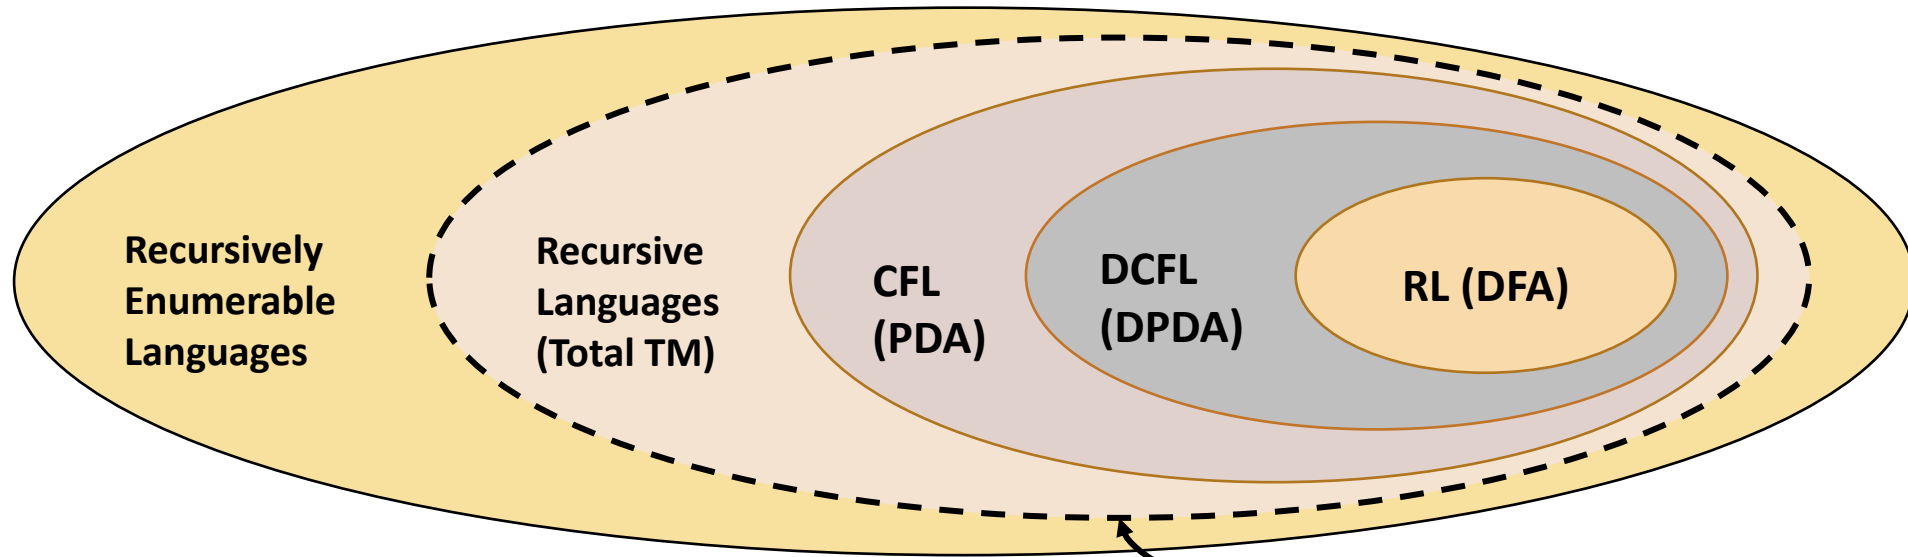 Recursively
Enumerable
Languages
Recursive
Languages
(Total TM)
CFL
(PDA)
DCFL
(DPDA)
RL (DFA)